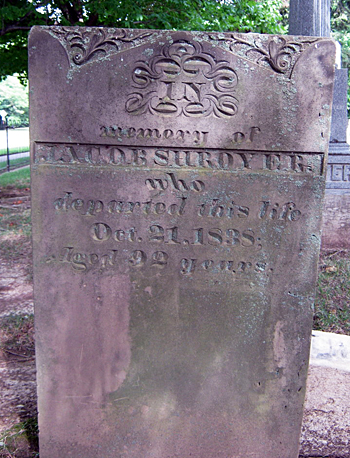 IN
memory of
JACOB SHROYER.
who
departed this life
Oct. 21. 1838.
Aged 92 years.